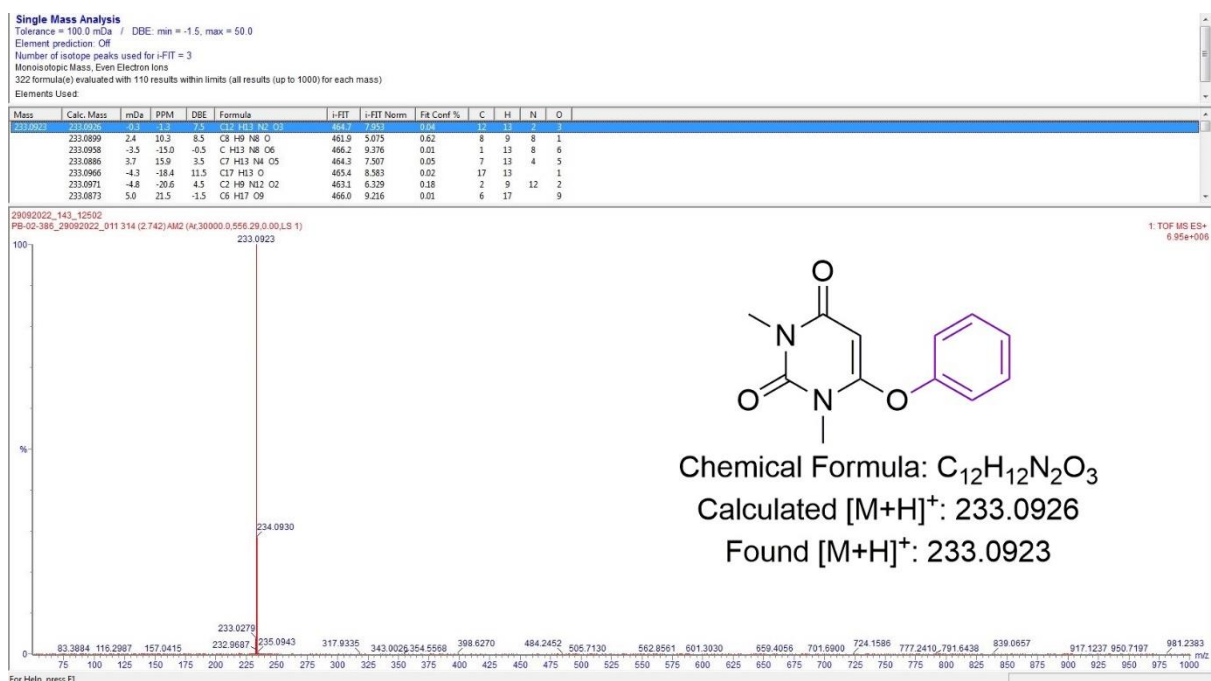 Single Mass Analysis
Tolerance = 100.0 mDa / DBE: min = -1.5, max = 50.0
Element prediction: Off
Number of isotope peaks used for i-FIT = 3
Monoisotopic Mass, Even Electron Ions
322 formula(e) evaluated with 110 results within limits (all results (up to 1000) for each mass)
Elements Used:
Mass Calc. Mass mDa PPM DBE Formula i-FIT i-FIT Norm Fit Conf % C H N O
233.0923 233.0926 -0.3 -1.3 7.5 C12 H13 N2 O3 464.7 7.953 0.04 12 13 2 3
233.0899 2.4 10.3 8.5 C8 H9 N8 O 461.9 5.075 0.62 8 9 8 1
233.0958 -3.5 -15.0 -0.5 C H13 N8 O6 466.2 9.376 0.01 1 13 8 6
233.0886 3.7 15.9 3.5 C7 H13 N4 O5 464.3 7.507 0.05 7 13 4 5
233.0966 -4.3 -18.4 11.5 C17 H13 O 465.4 8.583 0.02 17 13 1
233.0971 -4.8 -20.6 4.5 C2 H9 N12 O2 463.1 6.329 0.18 2 9 12 2
233.0873 5.0 21.5 -1.5 C6 H17 O9 466.0 9.216 0.01 6 17 9
29092022_143_12502
PB-02-386_29092022_011 314 (2.742) AM2 (Ar,30000.0,556.29,0.00,LS 1)
1: TOF MS ES+
6.95e+006
233.0923
100
O
N
O
N
O
Chemical Formula: C12H12N2O3
%
Calculated [M+H]+: 233.0926
234.0930
Found [M+H]+: 233.0923
233.0279
83.3884 116.2987 157.0415 232.9687 235.0943 317.9335 343.0026 354.5568 398.6270 484.2452 505.7130 562.8561 601.3030 659.4056 701.6900 724.1586 777.2410 791.6438 839.0657 917.1237 950.7197 981.2383
0
m/z
75 100 125 150 175 200 225 250 275 300 325 350 375 400 425 450 475 500 525 550 575 600 625 650 675 700 725 750 775 800 825 850 875 900 925 950 975 1000
For Help, press F1